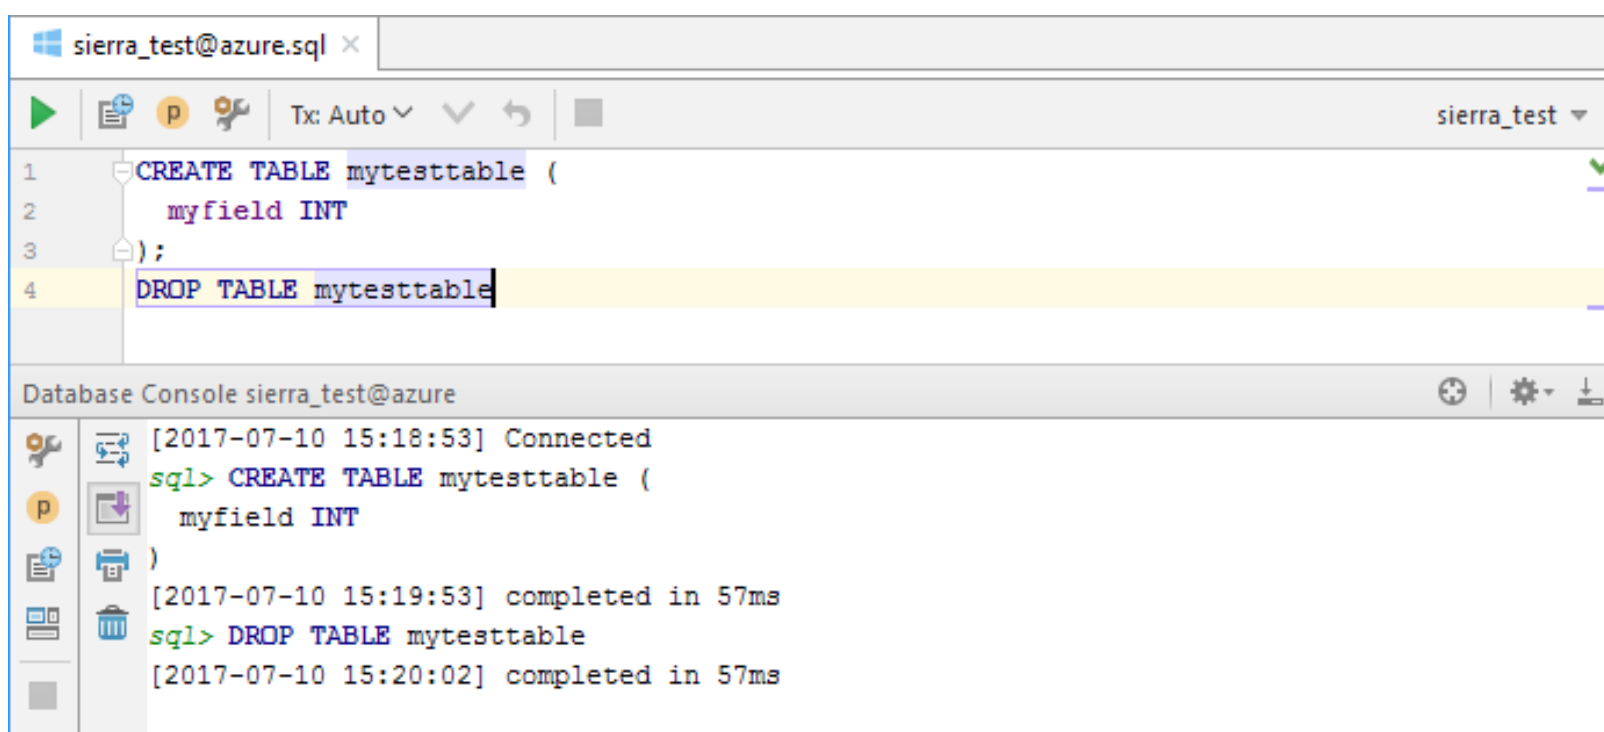 sierra_test@azure.sql
p Tx: Auto sierra_test
1 CREATE TABLE mytesttable (
2 myfield INT
3 );
4 DROP TABLE mytesttable
Database Console sierra_test@azure
[2017-07-10 15:18:53] Connected
sql> CREATE TABLE mytesttable (
p myfield INT
)
[2017-07-10 15:19:53] completed in 57ms
sql> DROP TABLE mytesttable
[2017-07-10 15:20:02] completed in 57ms